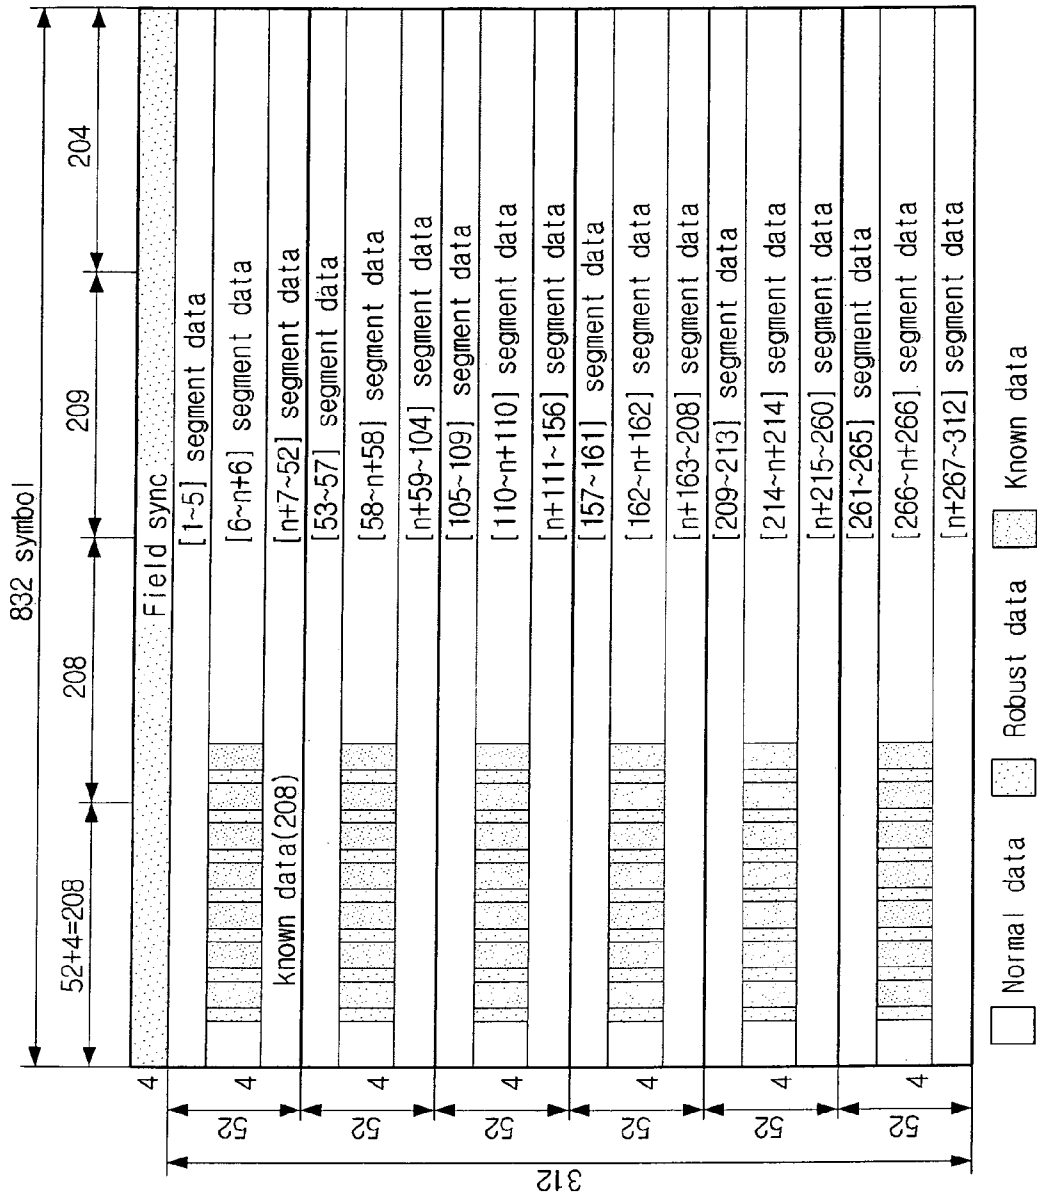 832 symbol
52+4=208
208
209
204
4
Field sync
[1~5] segment data
4
[6~n+6] segment data
known data(208)
[n+7~52] segment data
52
[53~57] segment data
4
[58~n+58] segment data
[n+59~104] segment data
52
[105~109] segment data
4
[110~n+110] segment data
[n+111~156] segment data
52
[157~161] segment data
4
[162~n+162] segment data
[n+163~208] segment data
52
[209~213] segment data
4
[214~n+214] segment data
[n+215~260] segment data
52
[261~265] segment data
4
[266~n+266] segment data
[n+267~312] segment data
52
312
Normal data
Robust data
Known data